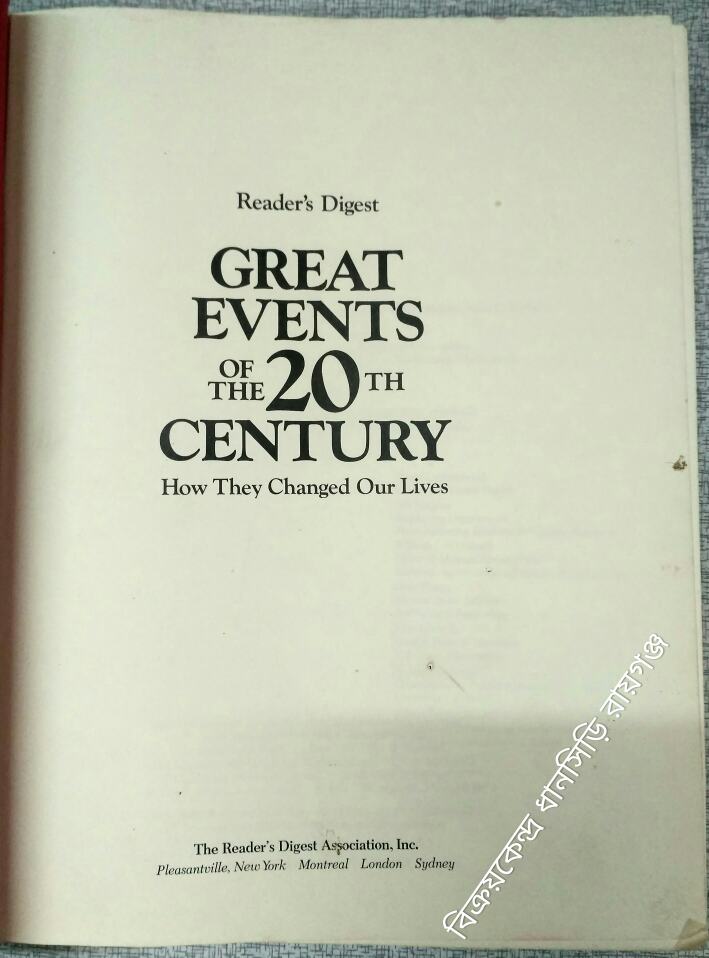 Reader's Digest
GREAT
EVENTS
OF
THE 20TH
CENTURY
How They Changed Our Lives
The Reader's Digest Association, Inc.
Pleasantville, New York Montreal London Sydney
বিক্রয়কেন্দ্র ধানসিড়ি রায়গঞ্জ